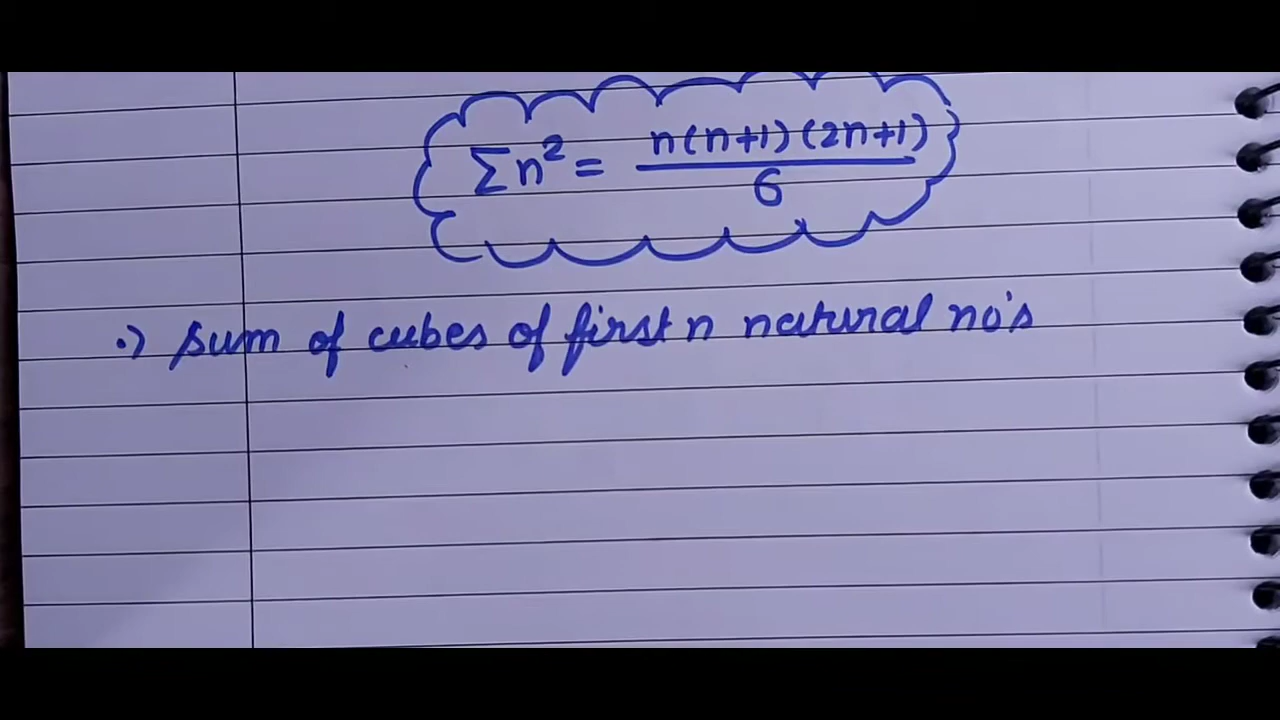 Σn² = n(n+1)(2n+1)/6
·) sum of cubes of first n natural no's